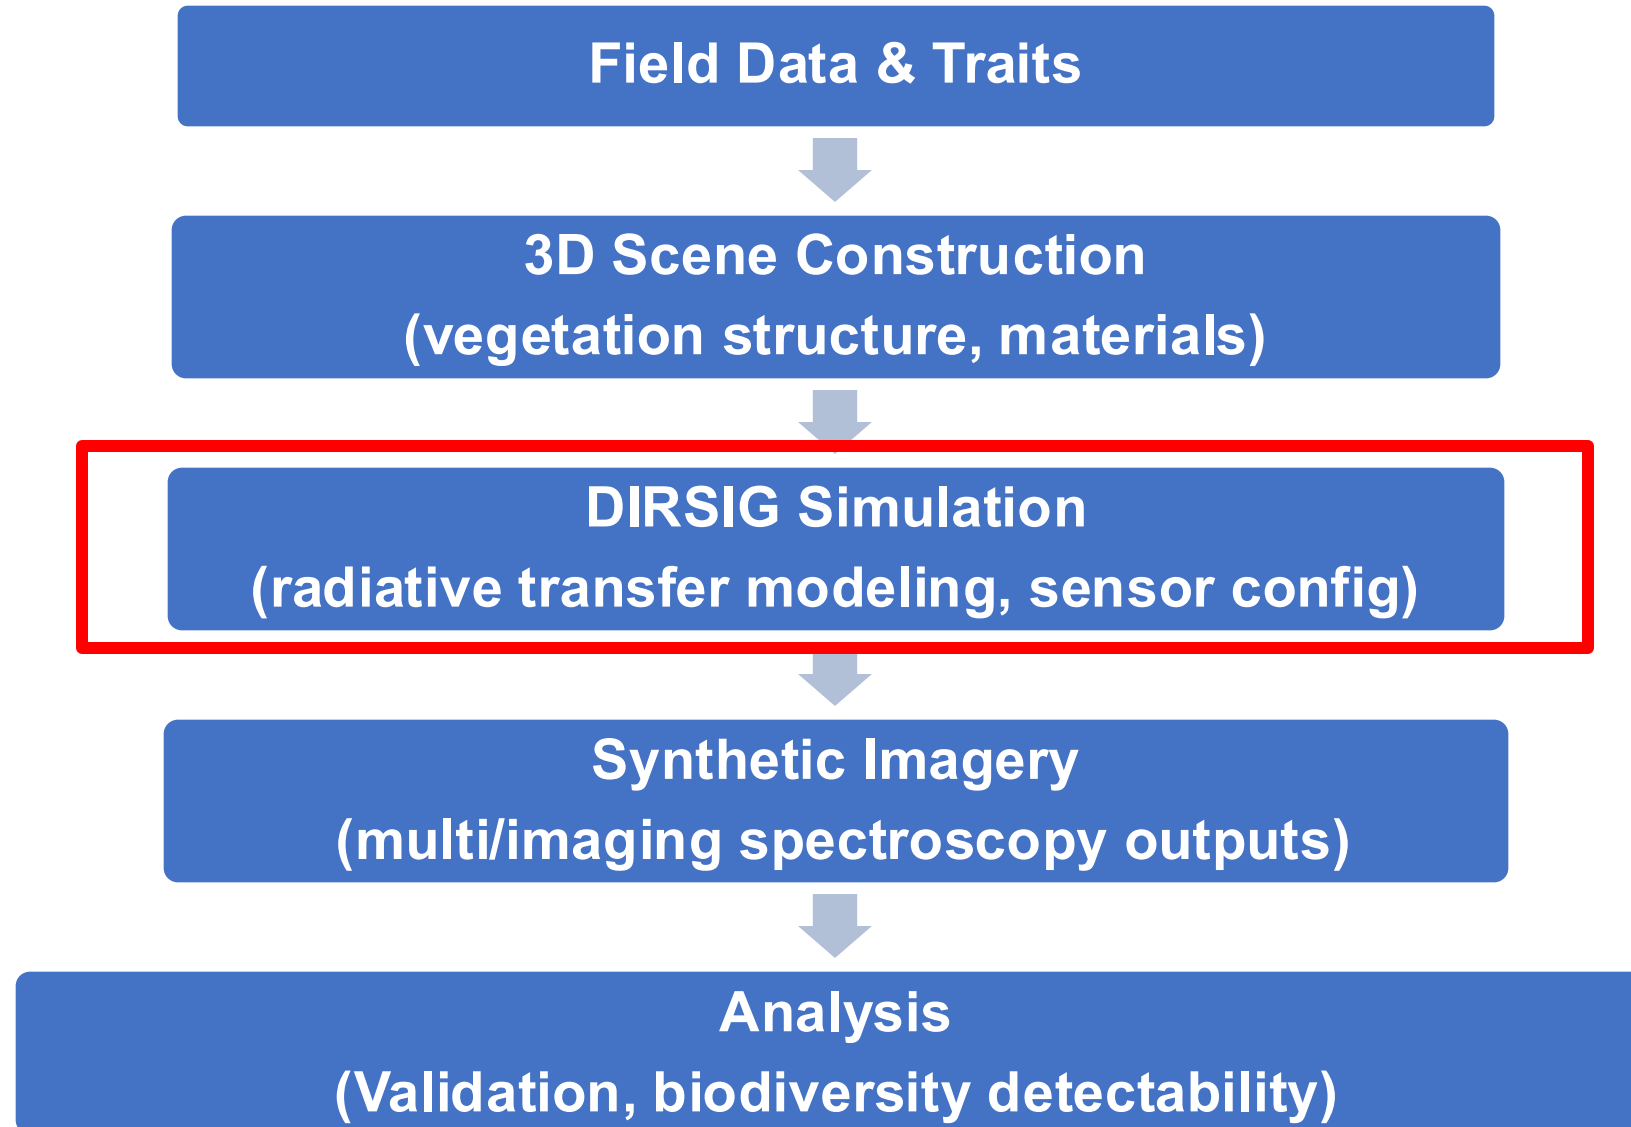 Field Data & Traits
3D Scene Construction
(vegetation structure, materials)
DIRSIG Simulation
(radiative transfer modeling, sensor config)
Synthetic Imagery
(multi/imaging spectroscopy outputs)
Analysis
(Validation, biodiversity detectability)